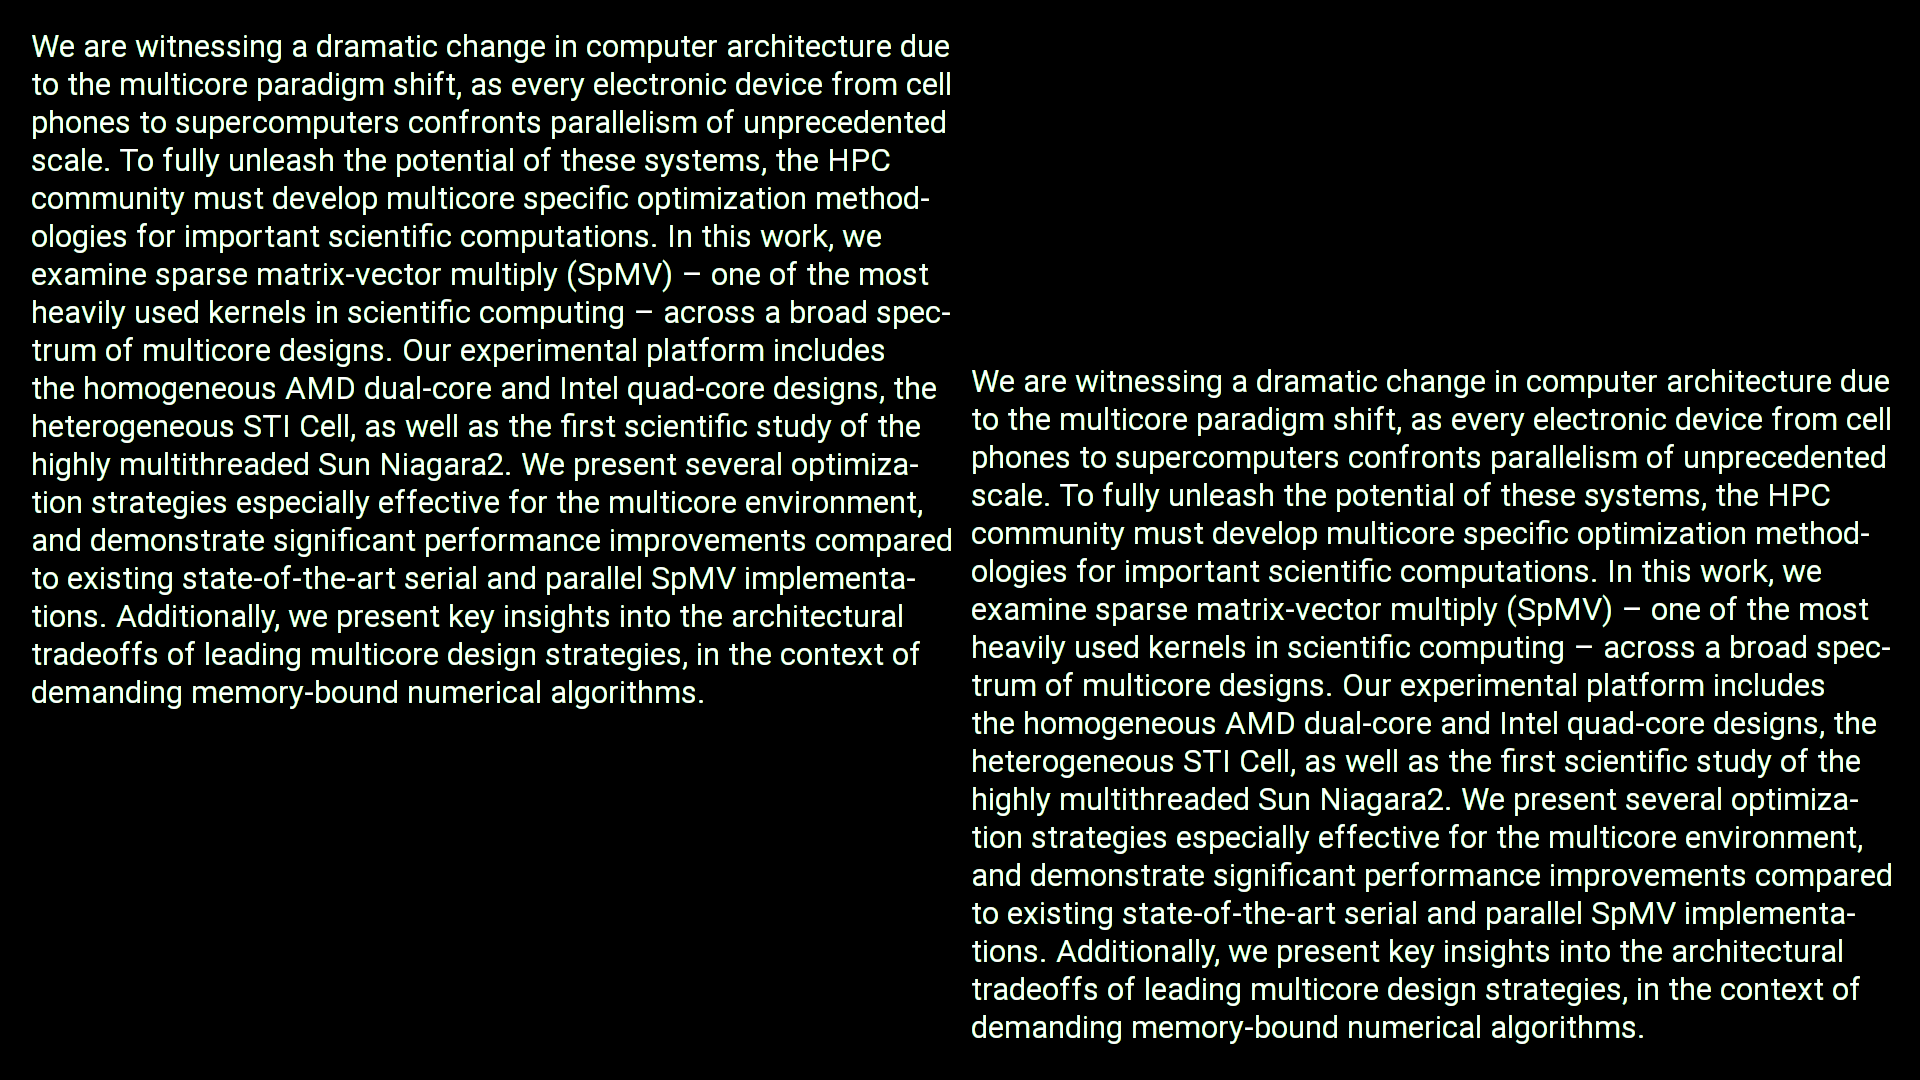 We are witnessing a dramatic change in computer architecture due
to the multicore paradigm shift, as every electronic device from cell
phones to supercomputers confronts parallelism of unprecedented
scale. To fully unleash the potential of these systems, the HPC
community must develop multicore specific optimization method-
ologies for important scientific computations. In this work, we
examine sparse matrix-vector multiply (SpMV) – one of the most
heavily used kernels in scientific computing – across a broad spec-
trum of multicore designs. Our experimental platform includes
the homogeneous AMD dual-core and Intel quad-core designs, the
heterogeneous STI Cell, as well as the first scientific study of the
highly multithreaded Sun Niagara2. We present several optimiza-
tion strategies especially effective for the multicore environment,
and demonstrate significant performance improvements compared
to existing state-of-the-art serial and parallel SpMV implementa-
tions. Additionally, we present key insights into the architectural
tradeoffs of leading multicore design strategies, in the context of
demanding memory-bound numerical algorithms.
We are witnessing a dramatic change in computer architecture due
to the multicore paradigm shift, as every electronic device from cell
phones to supercomputers confronts parallelism of unprecedented
scale. To fully unleash the potential of these systems, the HPC
community must develop multicore specific optimization method-
ologies for important scientific computations. In this work, we
examine sparse matrix-vector multiply (SpMV) – one of the most
heavily used kernels in scientific computing – across a broad spec-
trum of multicore designs. Our experimental platform includes
the homogeneous AMD dual-core and Intel quad-core designs, the
heterogeneous STI Cell, as well as the first scientific study of the
highly multithreaded Sun Niagara2. We present several optimiza-
tion strategies especially effective for the multicore environment,
and demonstrate significant performance improvements compared
to existing state-of-the-art serial and parallel SpMV implementa-
tions. Additionally, we present key insights into the architectural
tradeoffs of leading multicore design strategies, in the context of
demanding memory-bound numerical algorithms.